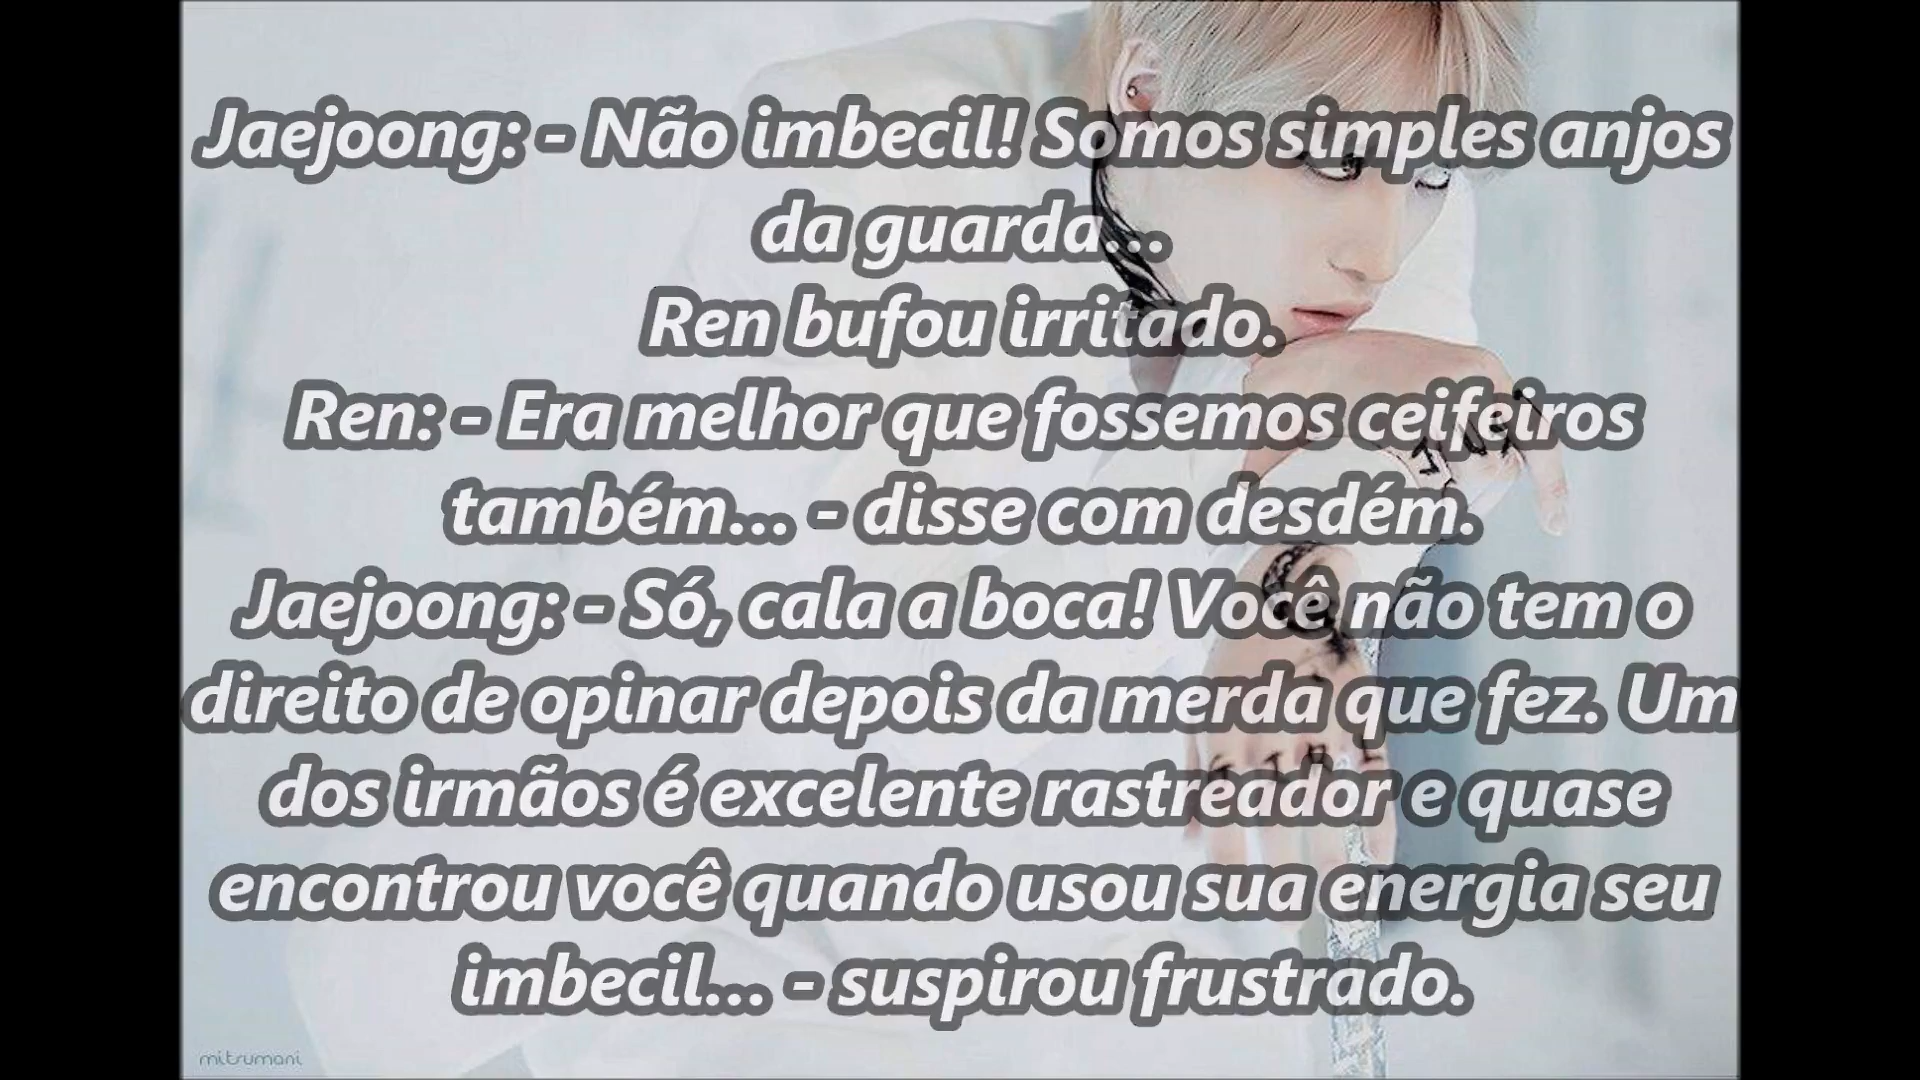 Jaejoong: - Não imbecil! Somos simples anjos
da guarda...
Ren bufou irritado.
Ren: - Era melhor que fossemos ceifeiros
também... - disse com desdém.
Jaejoong: - Só, cala a boca! Você não tem o
direito de opinar depois da merda que fez. Um
dos irmãos é excelente rastreador e quase
encontrou você quando usou sua energia seu
imbecil... - suspirou frustrado.
mitsumani